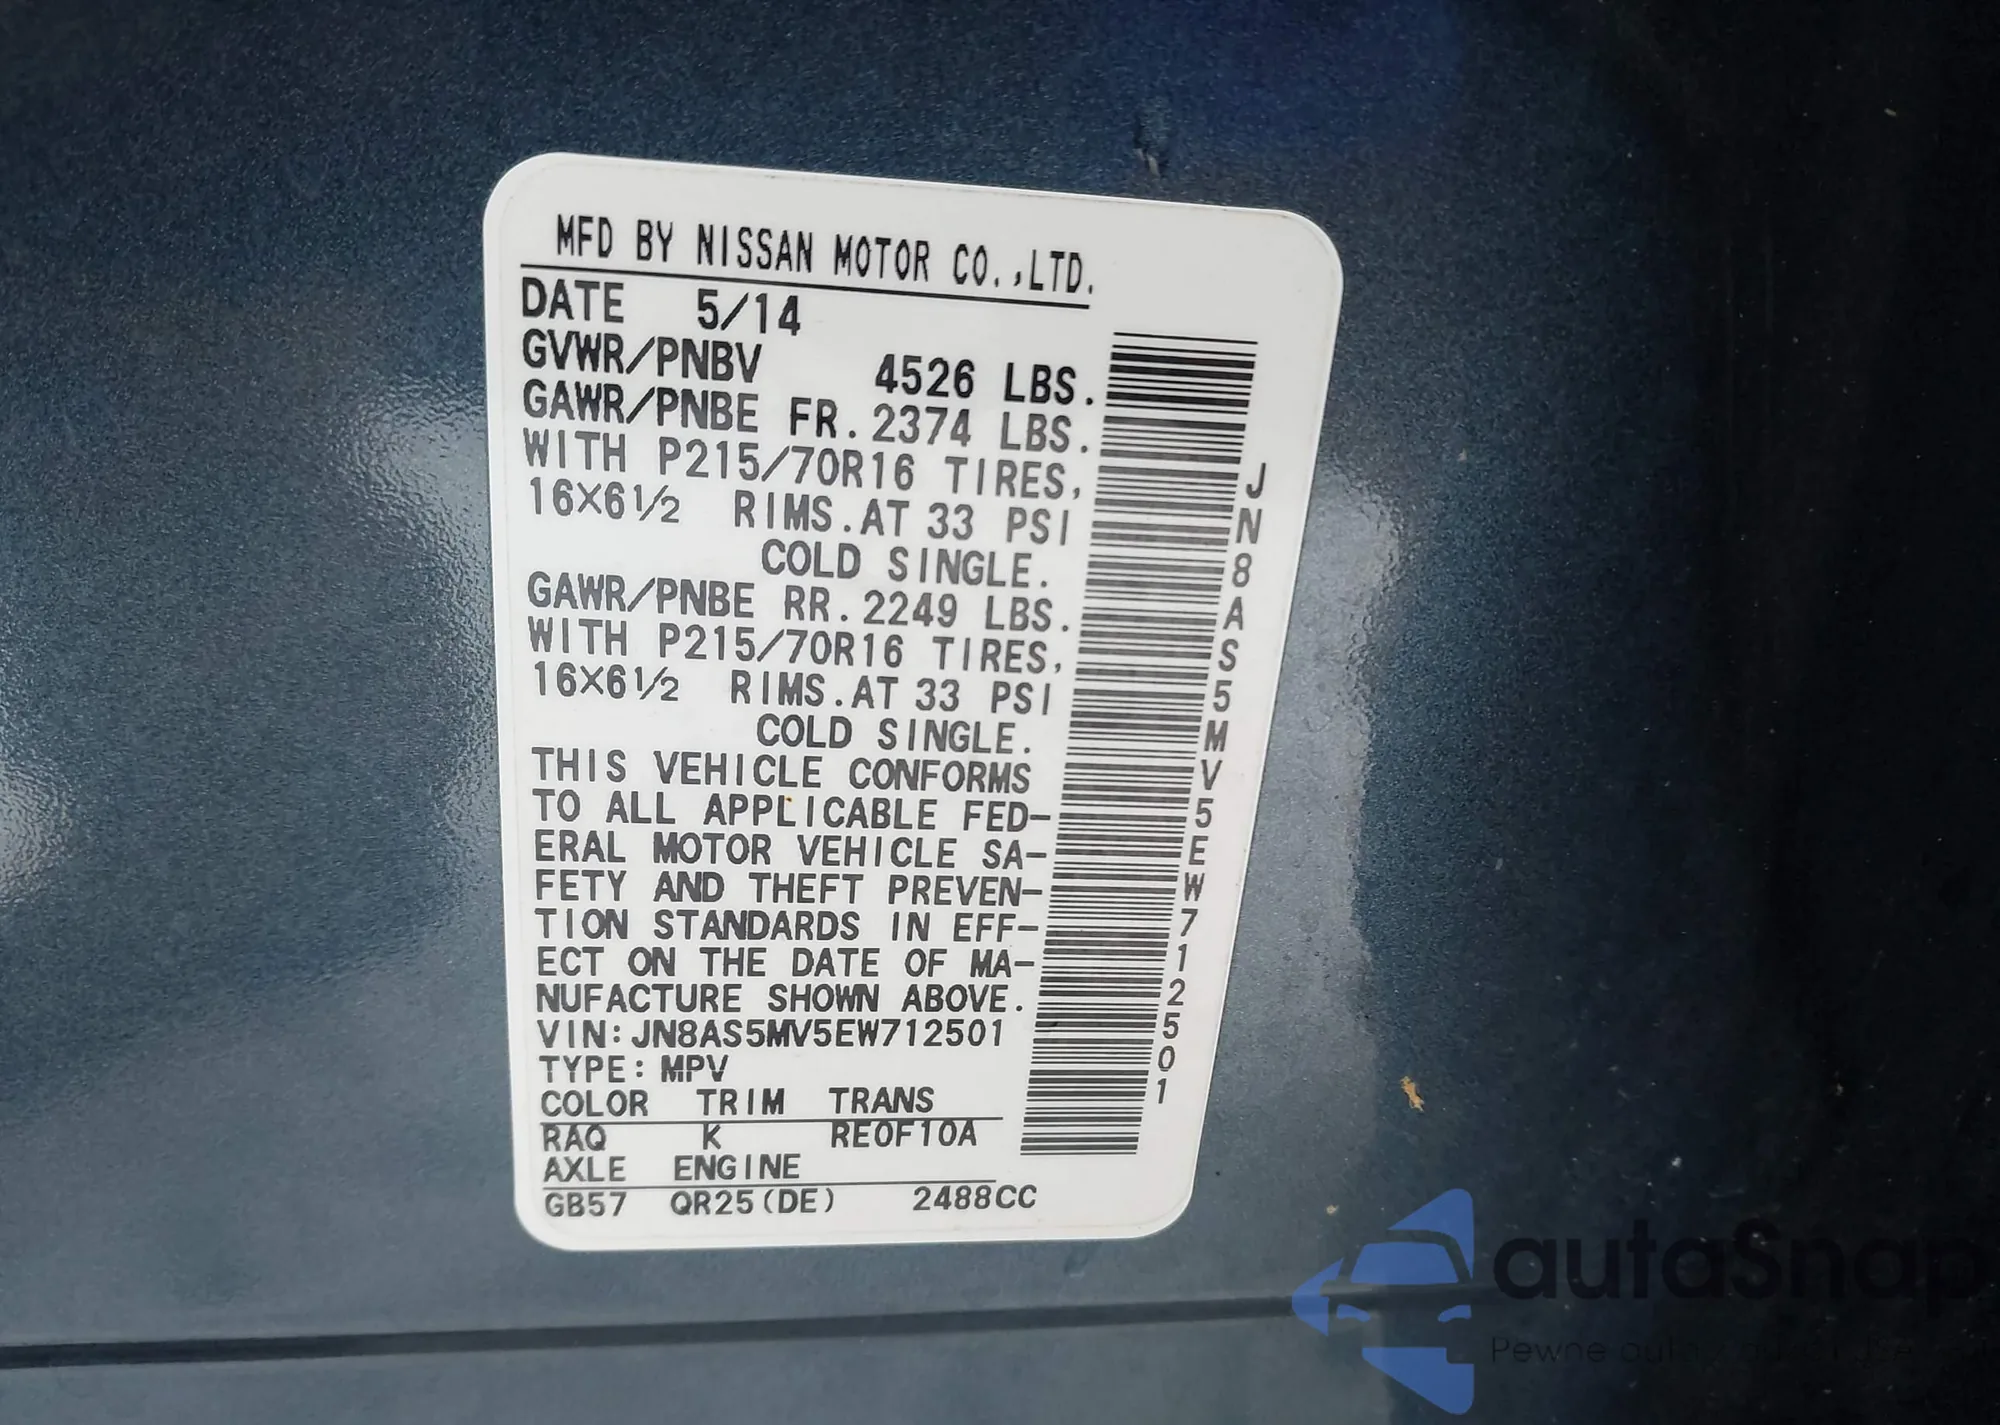 MFD BY NISSAN MOTOR CO.,LTD.
DATE 5/14
GVWR/PNBV 4526 LBS.
GAWR/PNBE FR.2374 LBS.
WITH P215/70R16 TIRES,
16X6½ RIMS.AT 33 PSI
COLD SINGLE.
GAWR/PNBE RR.2249 LBS.
WITH P215/70R16 TIRES,
16X6½ RIMS.AT 33 PSI
COLD SINGLE.
THIS VEHICLE CONFORMS
TO ALL APPLICABLE FED-
ERAL MOTOR VEHICLE SA-
FETY AND THEFT PREVEN-
TION STANDARDS IN EFF-
ECT ON THE DATE OF MA-
NUFACTURE SHOWN ABOVE.
VIN:JN8AS5MV5EW712501
TYPE:MPV
COLOR TRIM TRANS
RAQ K RE0F10A
AXLE ENGINE
GB57 QR25(DE) 2488CC
JN8AS5MV5EW712501
autaSnap
Pewne auta